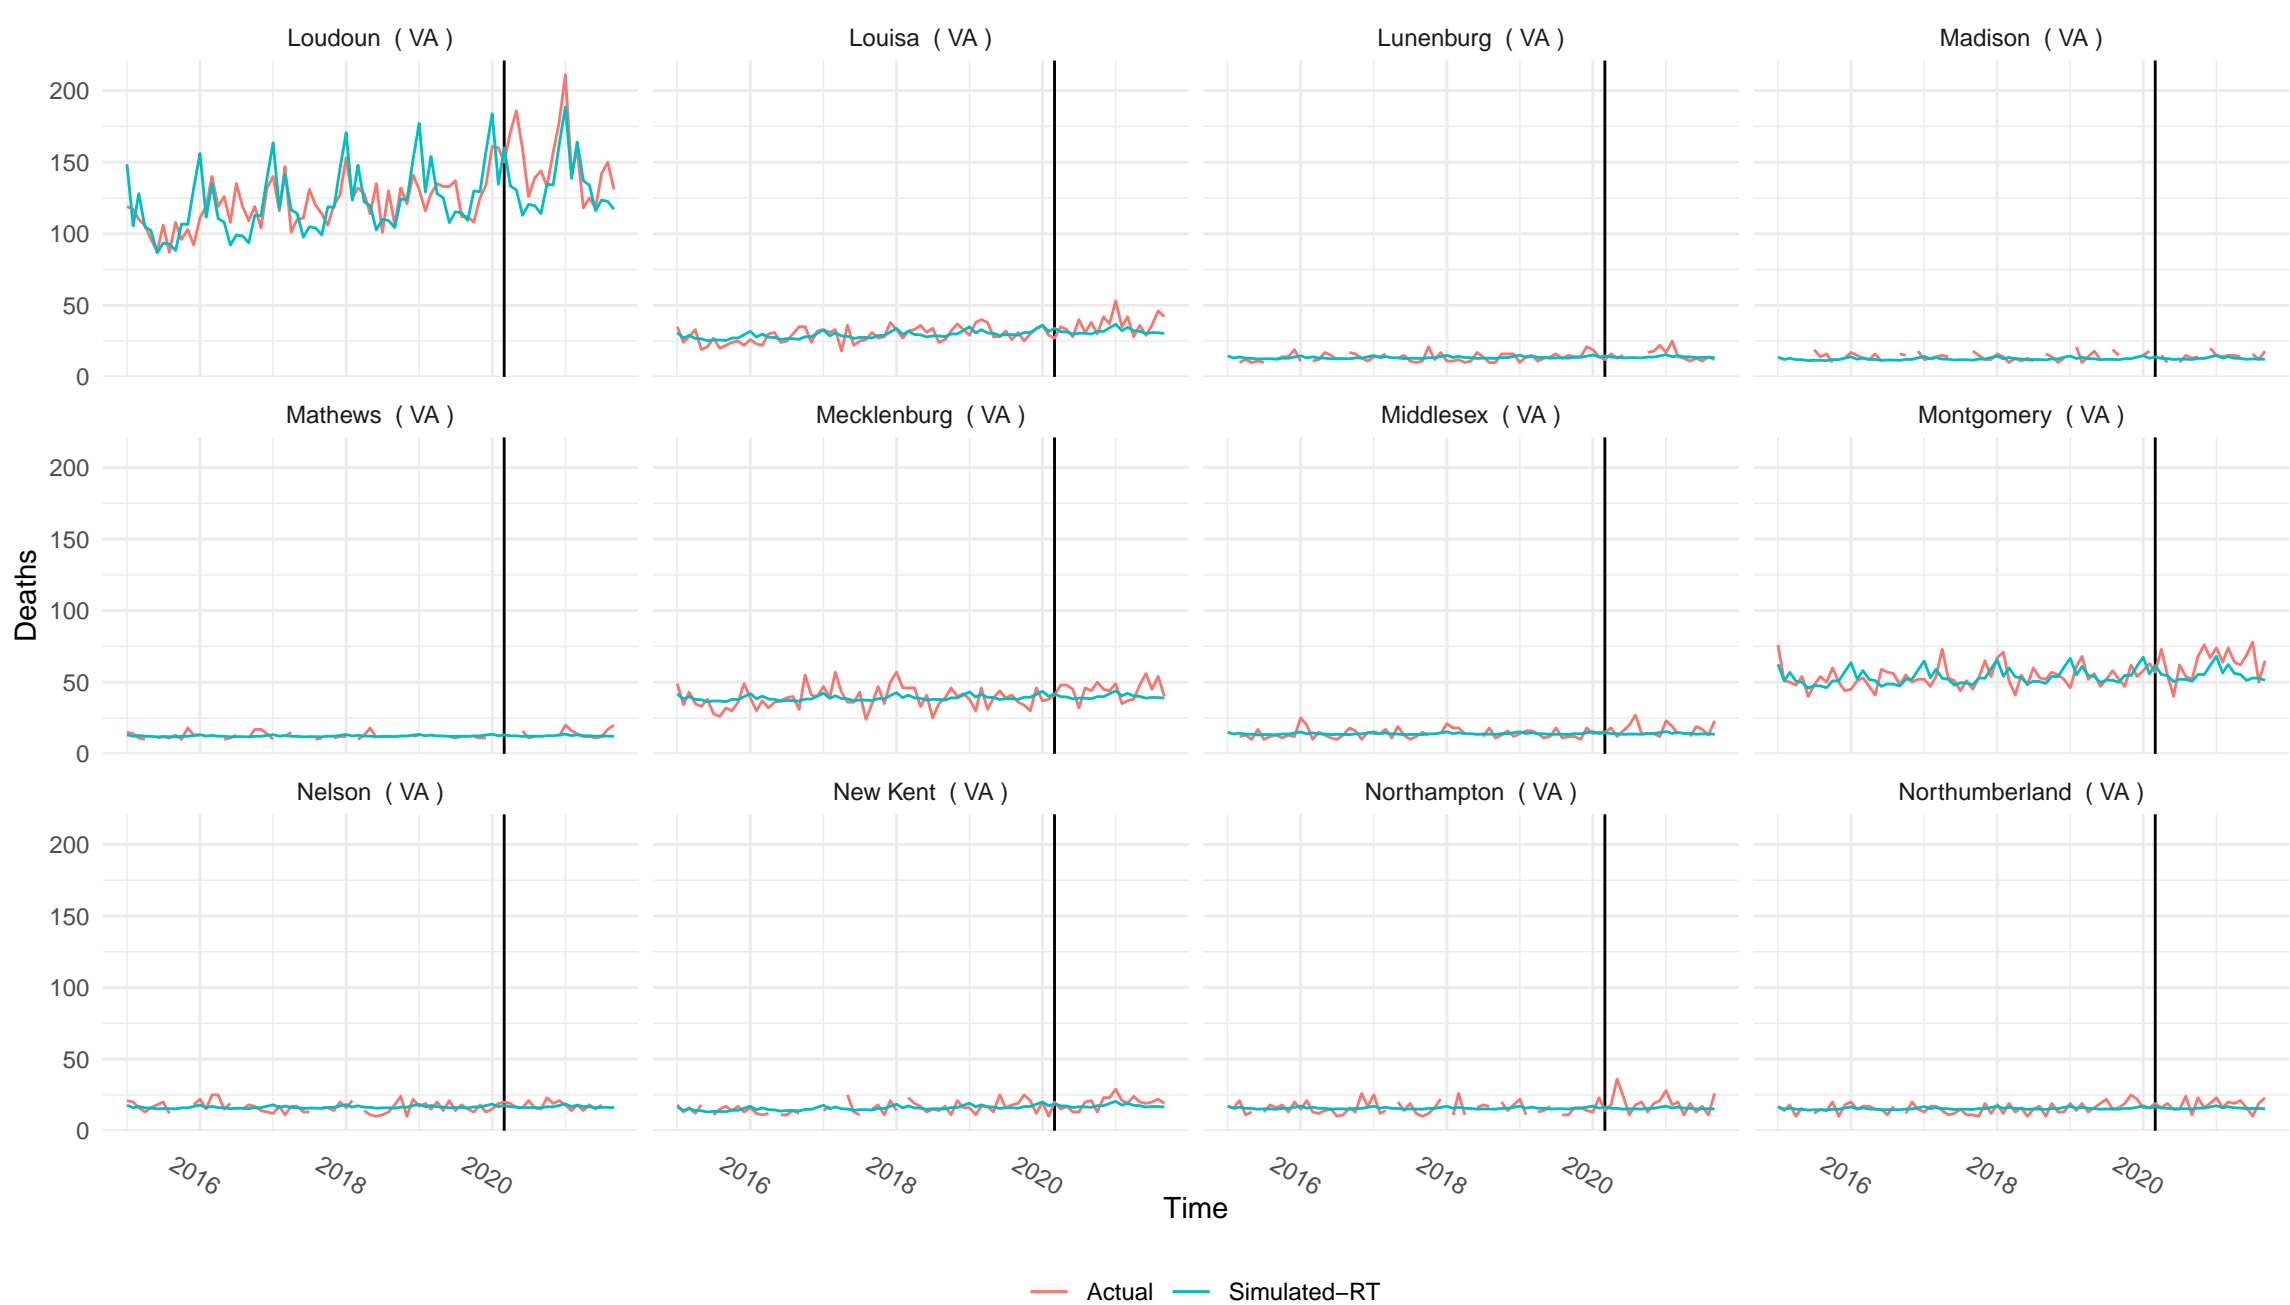 Loudoun ( VA ) Louisa ( VA ) Lunenburg ( VA ) Madison ( VA )
200
150
100
50
0
Mathews ( VA ) Mecklenburg ( VA ) Middlesex ( VA ) Montgomery ( VA )
200
150
100
50
0
Deaths
Nelson ( VA ) New Kent ( VA ) Northampton ( VA ) Northumberland ( VA )
200
150
100
50
0
2016 2018 2020 2016 2018 2020 2016 2018 2020 2016 2018 2020
Time
Actual Simulated−RT